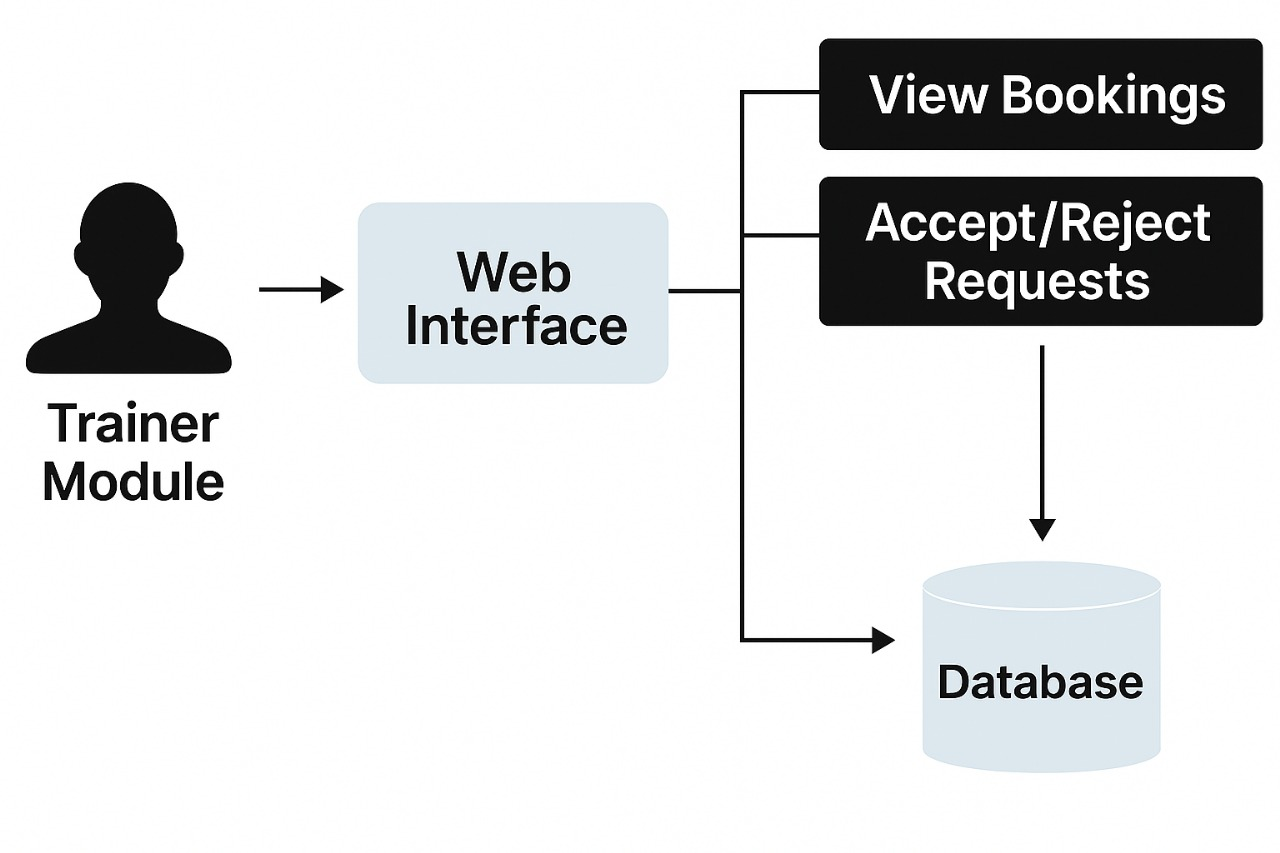 View Bookings
Accept/Reject
Requests
Web
Interface
Trainer
Module
Database